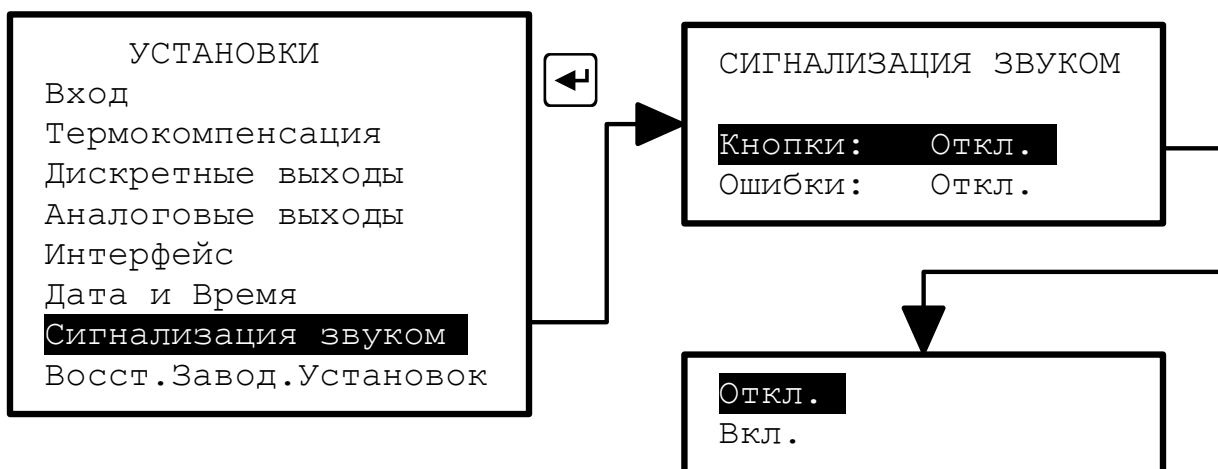 УСТАНОВКИ
Вход
Термокомпенсация
Дискретные выходы
Аналоговые выходы
Интерфейс
Дата и Время
Сигнализация звуком
Восст.Завод.Установок
СИГНАЛИЗАЦИЯ ЗВУКОМ
Кнопки: Откл.
Ошибки: Откл.
Откл.
Вкл.